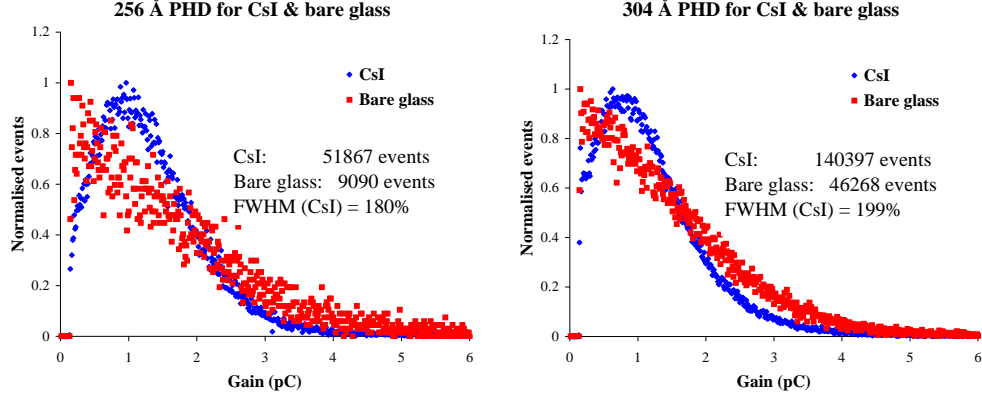 256 Å PHD for CsI & bare glass
1.2
1
0.8
0.6
0.4
0.2
0
Normalised events
CsI
Bare glass
CsI: 51867 events
Bare glass: 9090 events
FWHM (CsI) = 180%
0 1 2 3 4 5 6
Gain (pC)
304 Å PHD for CsI & bare glass
1.2
1
0.8
0.6
0.4
0.2
0
Normalised events
CsI
Bare glass
CsI: 140397 events
Bare glass: 46268 events
FWHM (CsI) = 199%
0 1 2 3 4 5 6
Gain (pC)